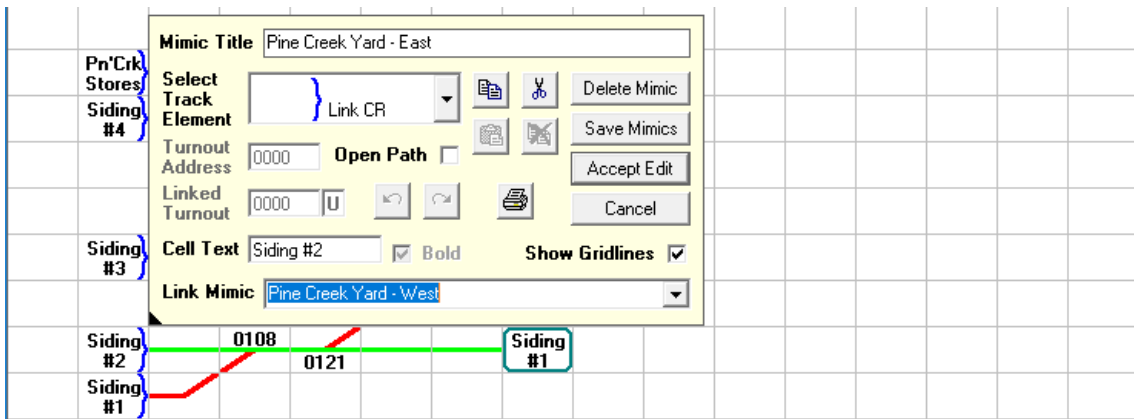 Mimic Title Pine Creek Yard - East
Pn'Crk
Stores
Siding
#4
Select
Track
Element
Link CR
Delete Mimic
Save Mimics
Turnout
Address
0000
Open Path
Accept Edit
Linked
Turnout
0000 U
Cancel
Siding
#3
Cell Text Siding #2
Bold
Show Gridlines
Link Mimic Pine Creek Yard - West
Siding
#2
0108
0121
Siding
#1
Siding
#1